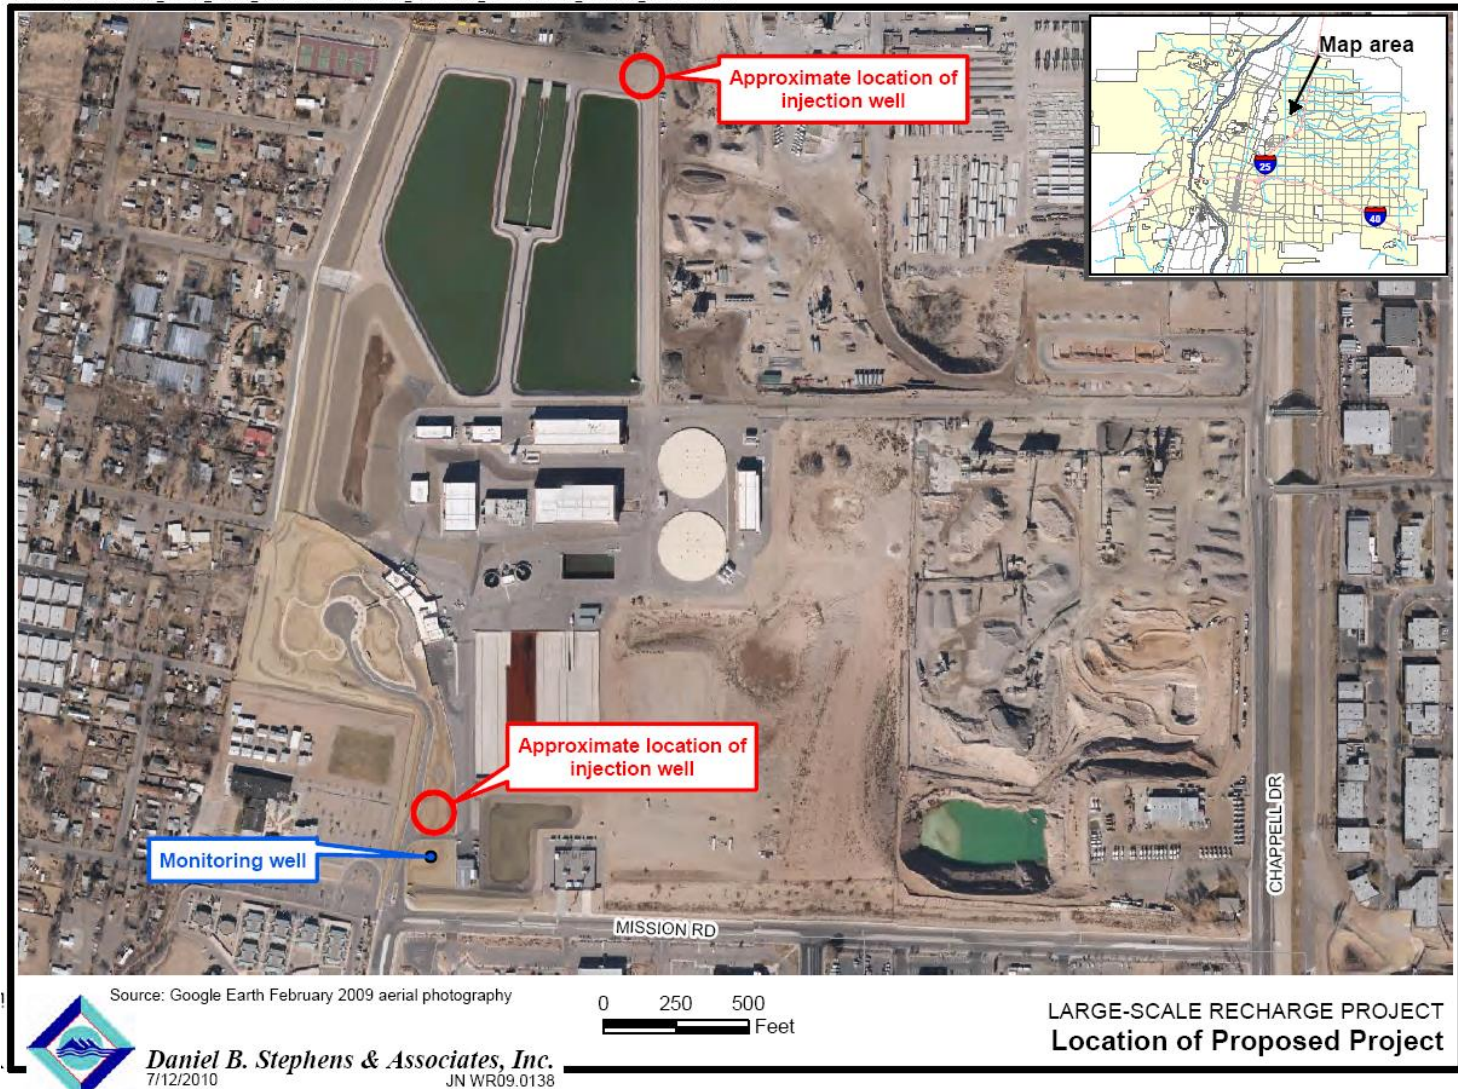 Map area
25
40
Approximate location of
injection well
Approximate location of
injection well
Monitoring well
CHAPPELL DR
MISSION RD
Source: Google Earth February 2009 aerial photography
0 250 500
Feet
LARGE-SCALE RECHARGE PROJECT
Location of Proposed Project
Daniel B. Stephens & Associates, Inc.
7/12/2010 JN WR09.0138